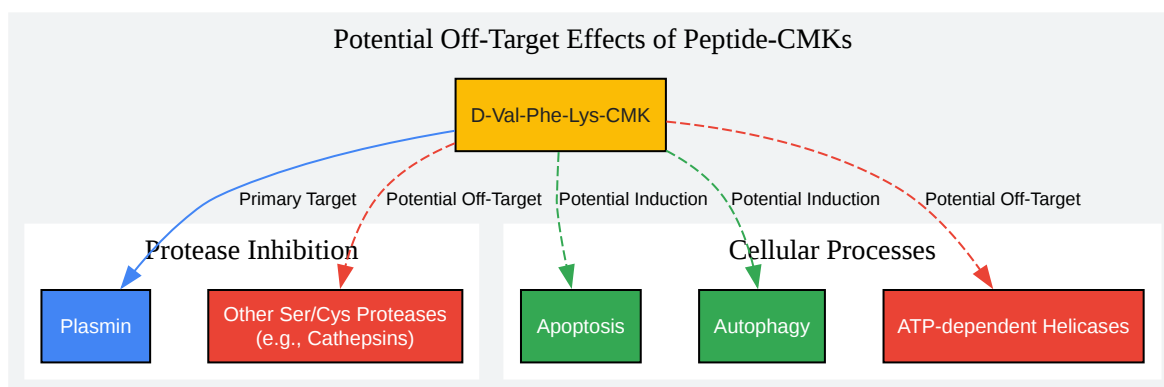 Potential Off-Target Effects of Peptide-CMKs
D-Val-Phe-Lys-CMK
Primary Target
Potential Off-Target
Potential Induction
Potential Induction
Potential Off-Target
Protease Inhibition
Cellular Processes
Plasmin
Other Ser/Cys Proteases
(e.g., Cathepsins)
Apoptosis
Autophagy
ATP-dependent Helicases